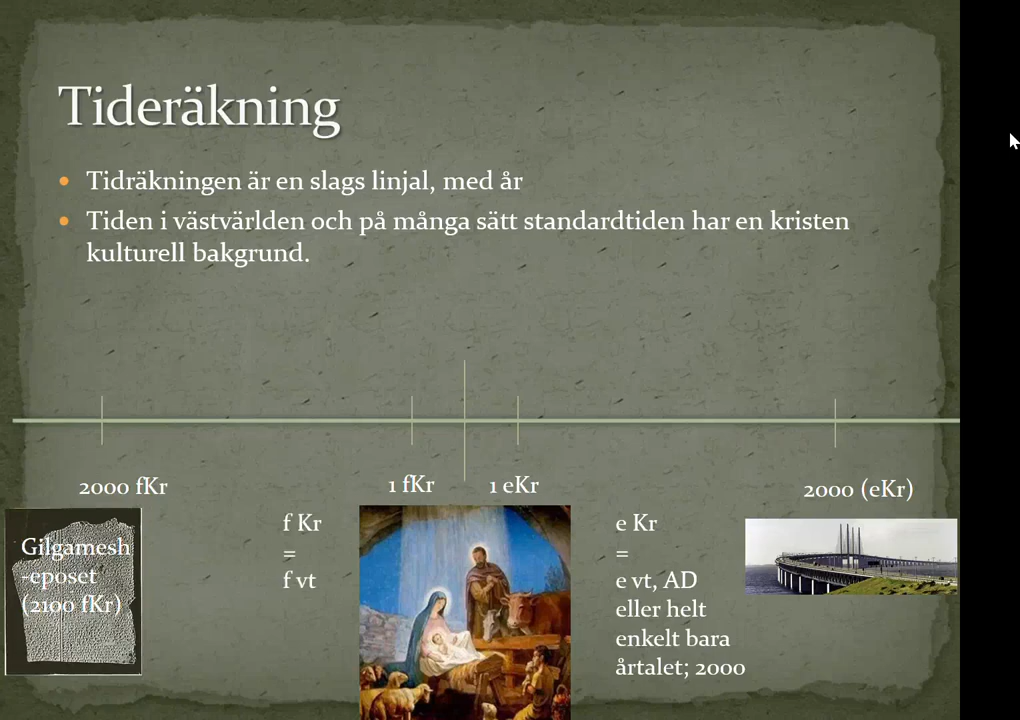 Tideräkning
Tidräkningen är en slags linjal, med år
Tiden i västvärlden och på många sätt standardtiden har en kristen
kulturell bakgrund.
2000 fKr
1 fKr
1 eKr
2000 (eKr)
Gilgamesh
-eposet
(2100 fKr)
f Kr
=
f vt
e Kr
=
e vt, AD
eller helt
enkelt bara
årtalet; 2000